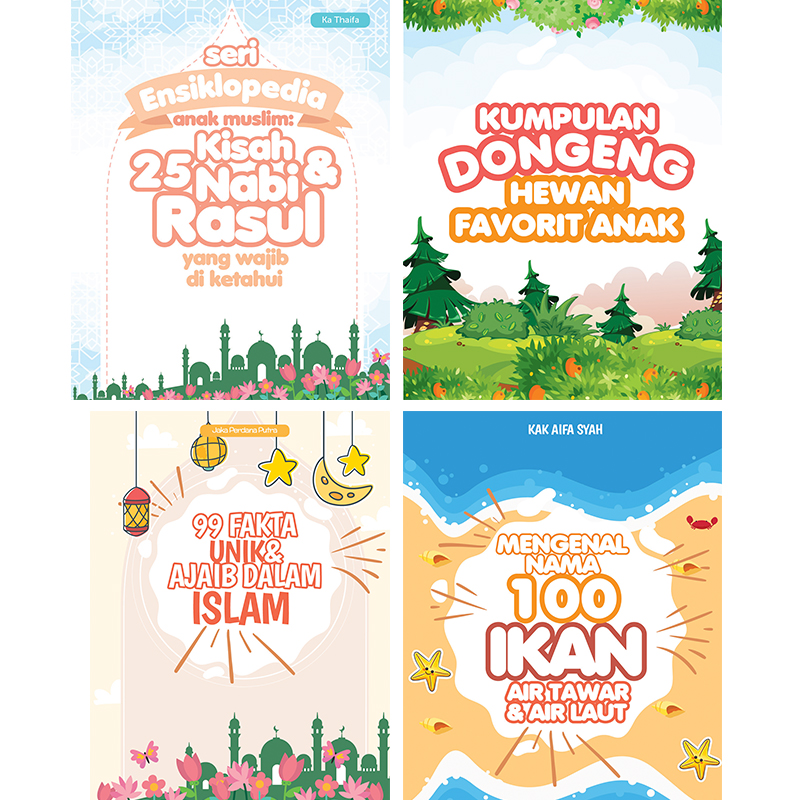 Ka Thaifa
seri
Ensiklopedia
anak muslim:
25 Kisah
Nabi &
Rasul
yang wajib
di ketahui
KUMPULAN
DONGENG
HEWAN
FAVORIT ANAK
Jaka Perdana Putra
99 FAKTA
UNIK&
AJAIB DALAM
ISLAM
KAK AIFA SYAH
MENGENAL
NAMA
100
IKAN
AIR TAWAR
& AIR LAUT